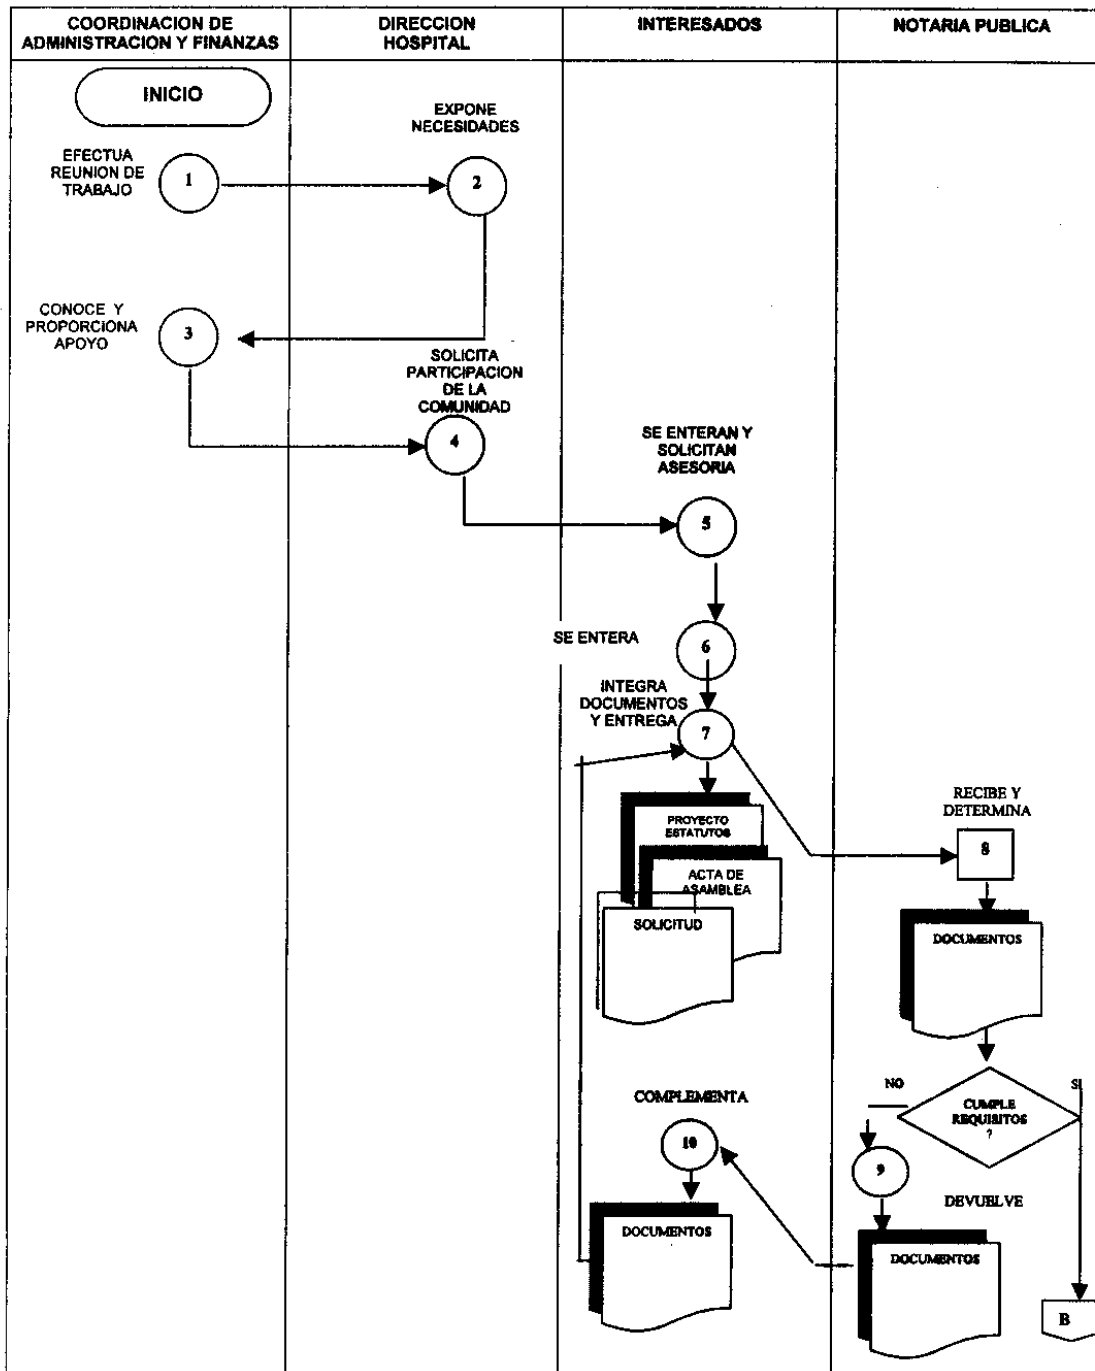 COORDINACION DE
ADMINISTRACION Y FINANZAS
DIRECCION
HOSPITAL
INTERESADOS
NOTARIA PUBLICA
INICIO
EXPONE
NECESIDADES
EFECTUA
REUNION DE
TRABAJO
1
2
CONOCE Y
PROPORCIONA
APOYO
3
SOLICITA
PARTICIPACION
DE LA
COMUNIDAD
4
SE ENTERAN Y
SOLICITAN
ASESORIA
5
SE ENTERA
6
INTEGRA
DOCUMENTOS
Y ENTREGA
7
PROYECTO
ESTATUTOS
ACTA DE
ASAMBLEA
SOLICITUD
RECIBE Y
DETERMINA
8
DOCUMENTOS
NO
SI
CUMPLE
REQUISITOS
?
COMPLEMENTA
10
DOCUMENTOS
9
DEVUBLVE
DOCUMENTOS
B